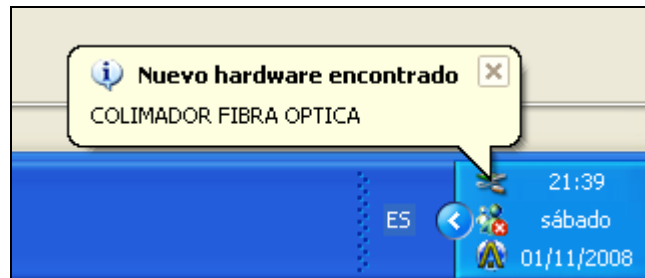 Nuevo hardware encontrado
COLIMADOR FIBRA OPTICA
21:39
ES
sábado
01/11/2008